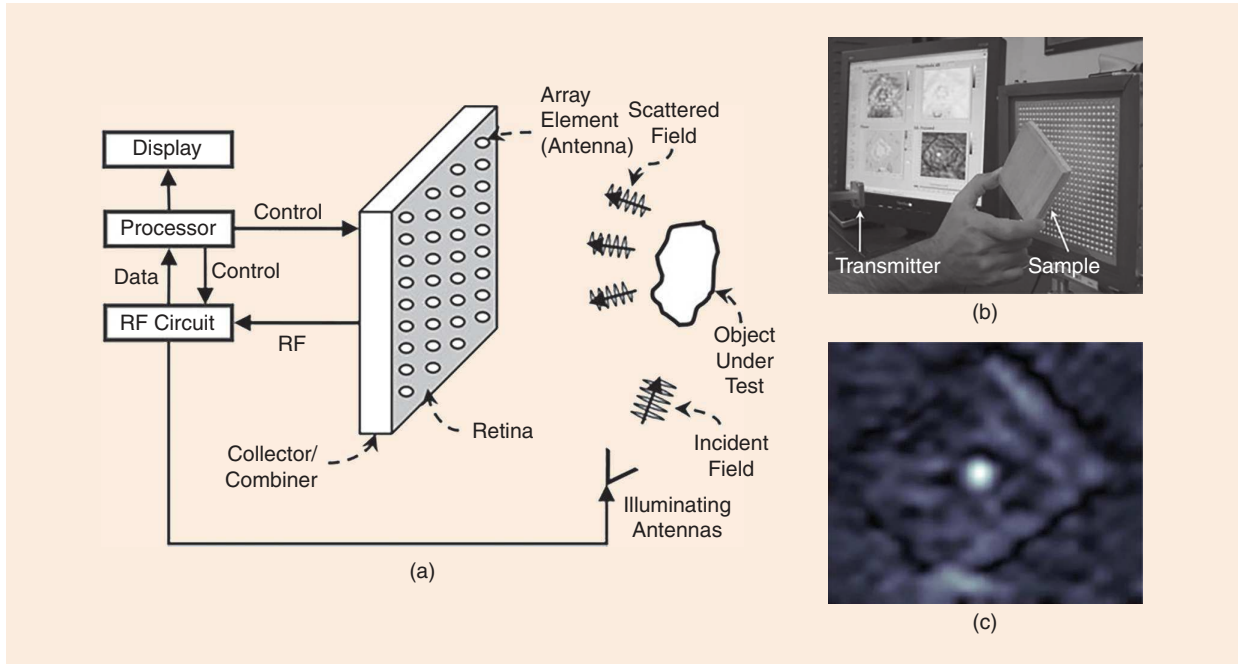 Display
Processor
Control
Data
Control
RF Circuit
RF
Collector/
Combiner
Retina
Array
Element
(Antenna)
Scattered
Field
Object
Under
Test
Incident
Field
Illuminating
Antennas
(a)
Transmitter
Sample
(b)
(c)